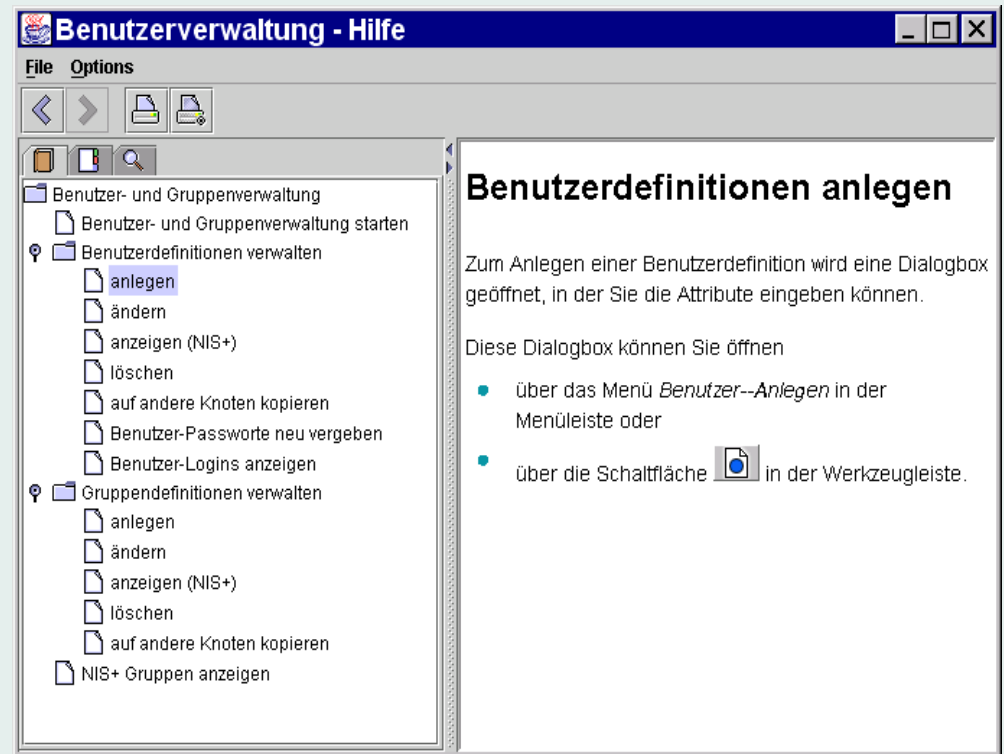 Benutzerverwaltung - Hilfe
File Options
Benutzer- und Gruppenverwaltung
Benutzer- und Gruppenverwaltung starten
Benutzerdefinitionen verwalten
anlegen
ändern
anzeigen (NIS+)
löschen
auf andere Knoten kopieren
Benutzer-Passworte neu vergeben
Benutzer-Logins anzeigen
Gruppendefinitionen verwalten
anlegen
ändern
anzeigen (NIS+)
löschen
auf andere Knoten kopieren
NIS+ Gruppen anzeigen
Benutzerdefinitionen anlegen
Zum Anlegen einer Benutzerdefinition wird eine Dialogbox
geöffnet, in der Sie die Attribute eingeben können.
Diese Dialogbox können Sie öffnen
über das Menü Benutzer--Anlegen in der
Menüleiste oder
über die Schaltfläche in der Werkzeugleiste.